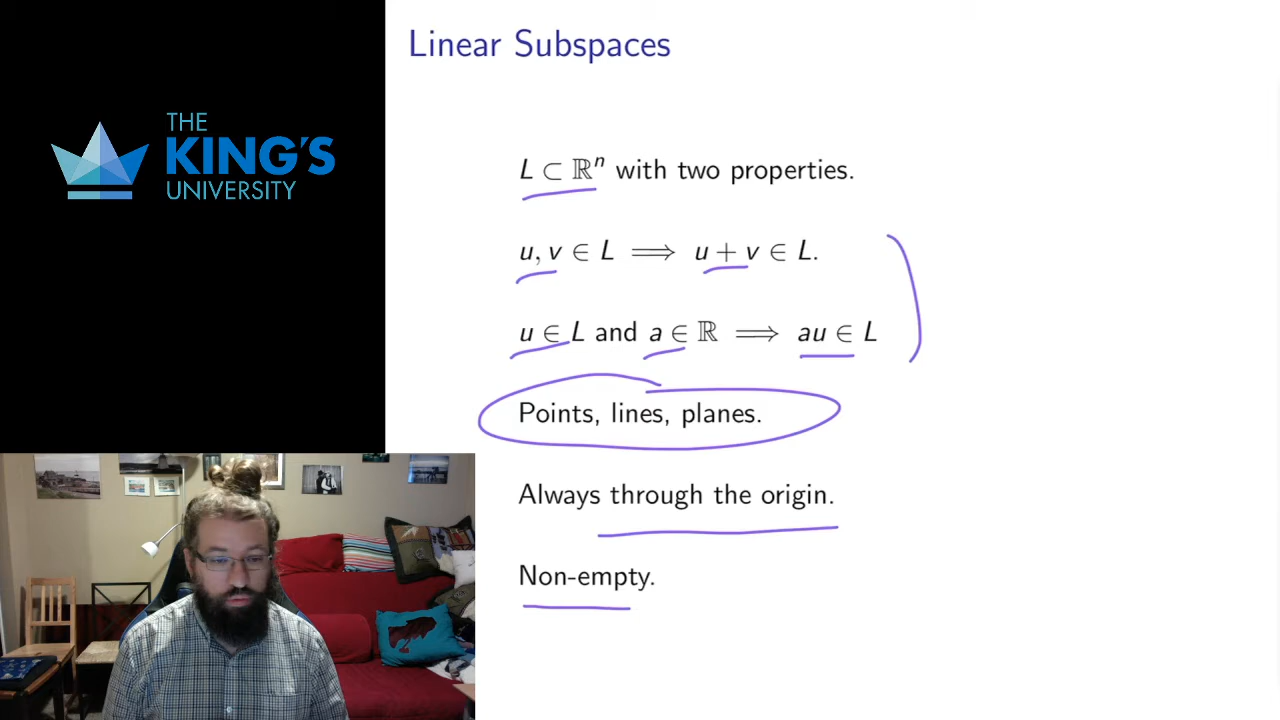 THE
KING'S
UNIVERSITY
Linear Subspaces
L ⊂ ℝⁿ with two properties.
u, v ∈ L ⟹ u + v ∈ L.
u ∈ L and a ∈ ℝ ⟹ au ∈ L
Points, lines, planes.
Always through the origin.
Non-empty.